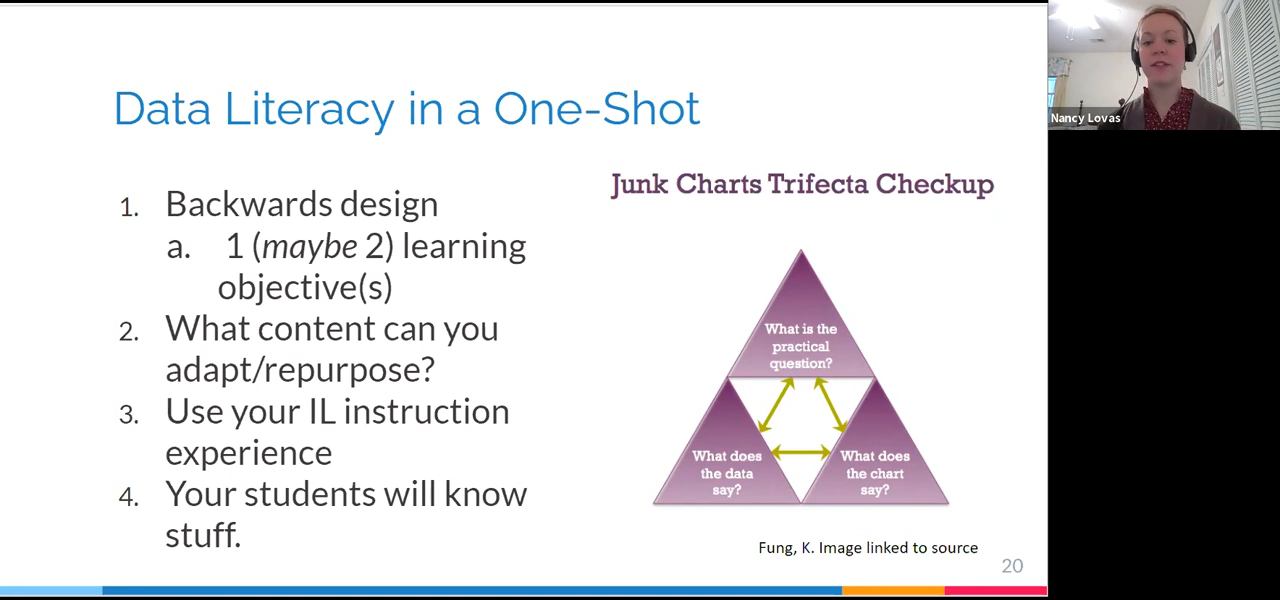 Data Literacy in a One-Shot
1. Backwards design
a. 1 (maybe 2) learning
objective(s)
2. What content can you
adapt/repurpose?
3. Use your IL instruction
experience
4. Your students will know
stuff.
Junk Charts Trifecta Checkup
What is the
practical
question?
What does
the data
say?
What does
the chart
say?
Fung, K. Image linked to source
20
Nancy Lovas